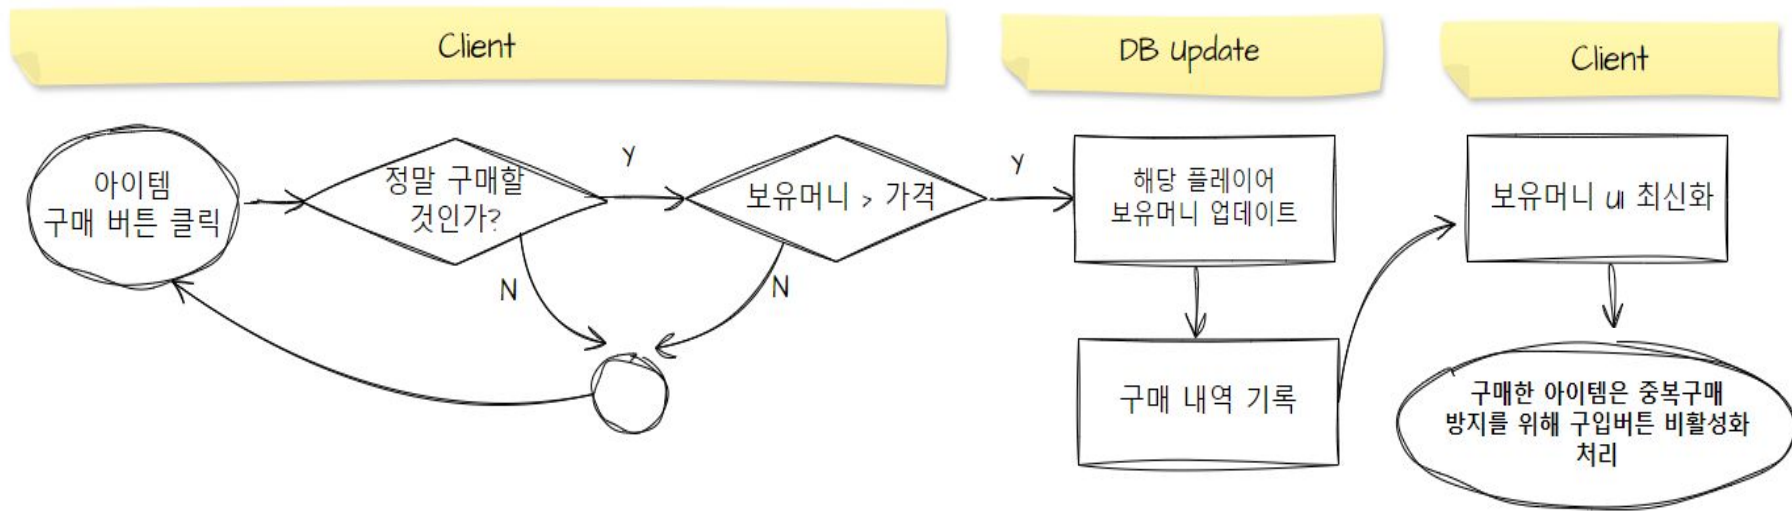 Client
DB Update
Client
아이템
구매 버튼 클릭
정말 구매할
것인가?
Y
보유머니 > 가격
Y
N
N
해당 플레이어
보유머니 업데이트
구매 내역 기록
보유머니 UI 최신화
구매한 아이템은 중복구매
방지를 위해 구입버튼 비활성화
처리